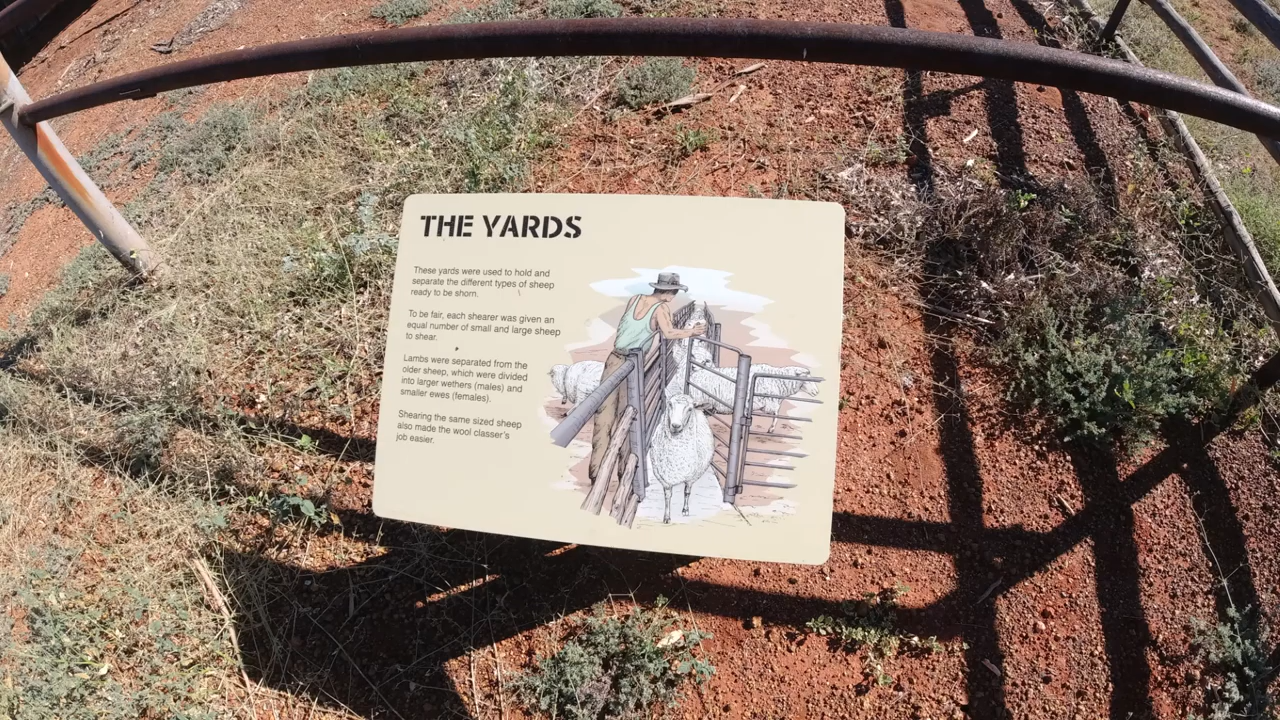 THE YARDS
These yards were used to hold and
separate the different types of sheep
ready to be shorn.
To be fair, each shearer was given an
equal number of small and large sheep
to shear.
Lambs were separated from the
older sheep, which were divided
into larger wethers (males) and
smaller ewes (females).
Shearing the same sized sheep
also made the wool classer's
job easier.